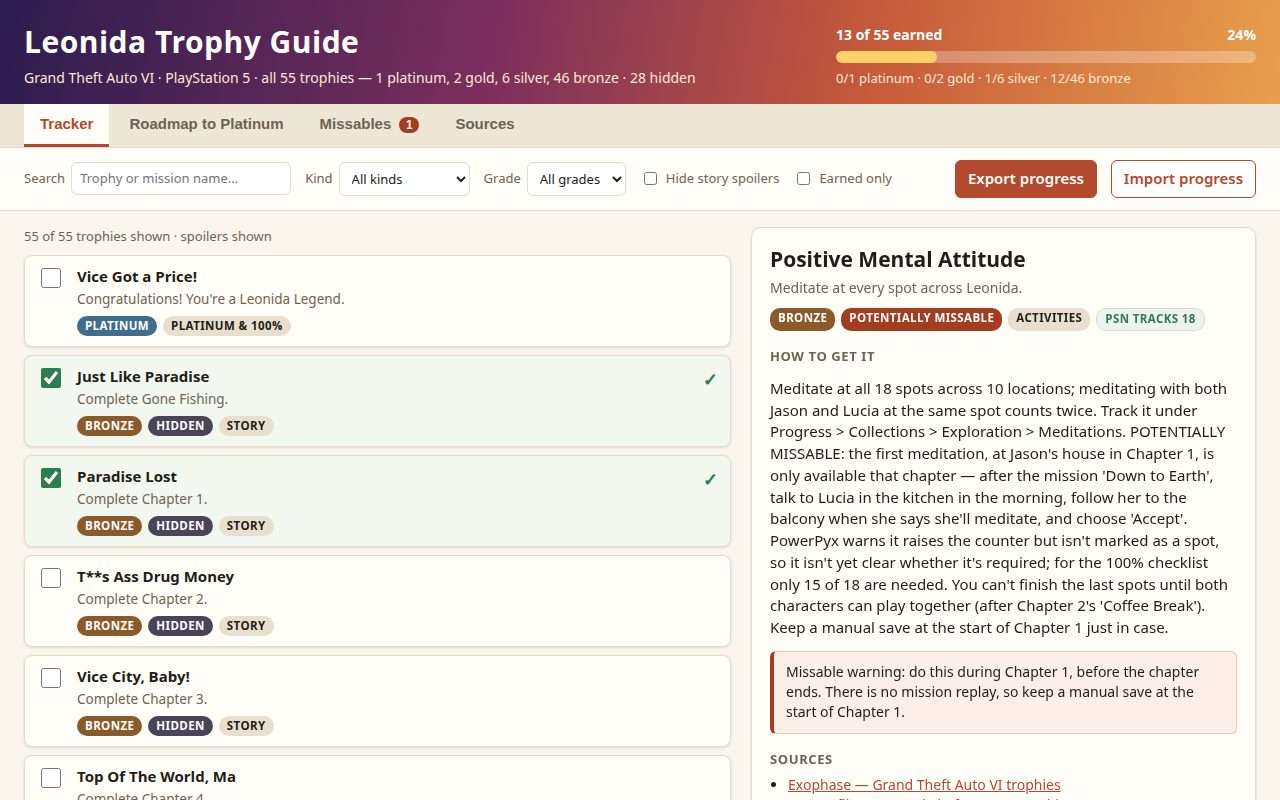 Leonida Trophy Guide
Grand Theft Auto VI · PlayStation 5 · all 55 trophies — 1 platinum, 2 gold, 6 silver, 46 bronze · 28 hidden
13 of 55 earned 24%
0/1 platinum · 0/2 gold · 1/6 silver · 12/46 bronze
Tracker Roadmap to Platinum Missables 1 Sources
Search Trophy or mission name... Kind All kinds Grade All grades Hide story spoilers Earned only Export progress Import progress
55 of 55 trophies shown · spoilers shown
Vice Got a Price!
Congratulations! You're a Leonida Legend.
PLATINUM PLATINUM & 100%
Just Like Paradise ✓
Complete Gone Fishing.
BRONZE HIDDEN STORY
Paradise Lost ✓
Complete Chapter 1.
BRONZE HIDDEN STORY
T**s Ass Drug Money
Complete Chapter 2.
BRONZE HIDDEN STORY
Vice City, Baby!
Complete Chapter 3.
BRONZE HIDDEN STORY
Top Of The World, Ma
Complete Chapter 4.
Positive Mental Attitude
Meditate at every spot across Leonida.
BRONZE POTENTIALLY MISSABLE ACTIVITIES PSN TRACKS 18
HOW TO GET IT
Meditate at all 18 spots across 10 locations; meditating with both
Jason and Lucia at the same spot counts twice. Track it under
Progress > Collections > Exploration > Meditations. POTENTIALLY
MISSABLE: the first meditation, at Jason's house in Chapter 1, is
only available that chapter — after the mission 'Down to Earth',
talk to Lucia in the kitchen in the morning, follow her to the
balcony when she says she'll meditate, and choose 'Accept'.
PowerPyx warns it raises the counter but isn't marked as a spot,
so it isn't yet clear whether it's required; for the 100% checklist
only 15 of 18 are needed. You can't finish the last spots until both
characters can play together (after Chapter 2's 'Coffee Break').
Keep a manual save at the start of Chapter 1 just in case.
Missable warning: do this during Chapter 1, before the chapter
ends. There is no mission replay, so keep a manual save at the
start of Chapter 1.
SOURCES
• Exophase — Grand Theft Auto VI trophies